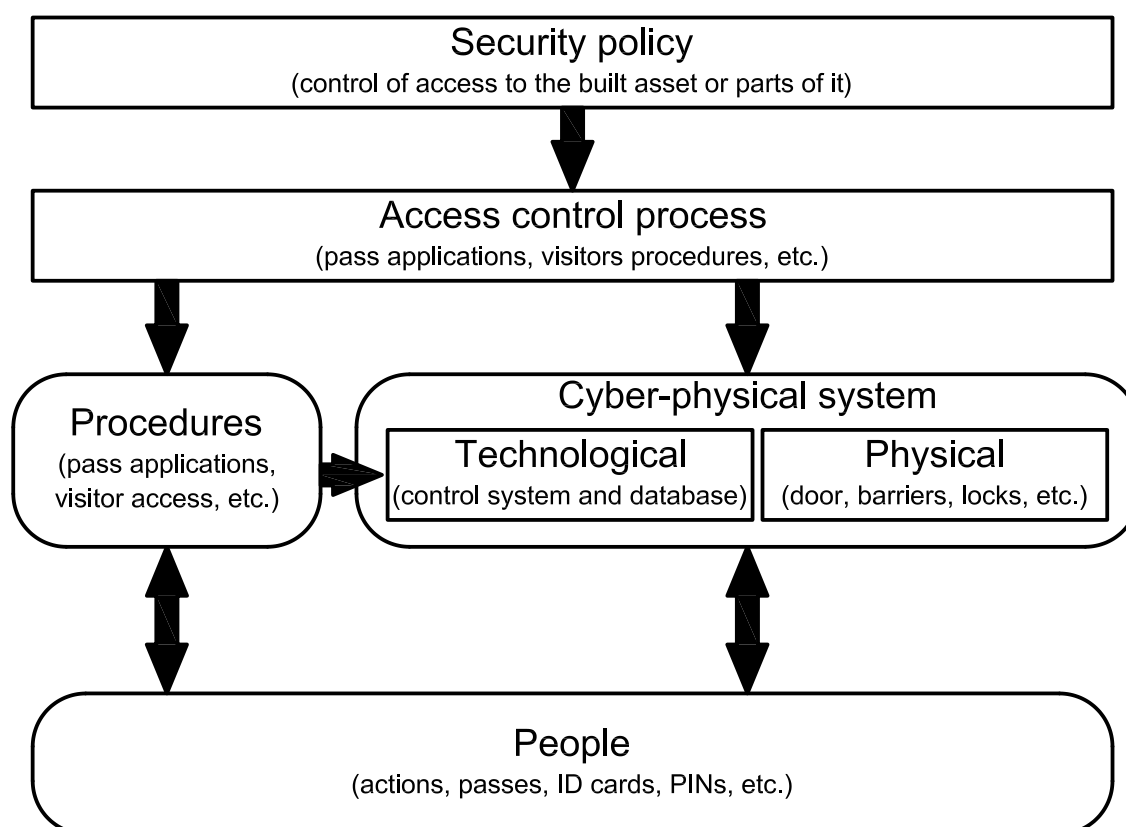 Security policy
(control of access to the built asset or parts of it)
Access control process
(pass applications, visitors procedures, etc.)
Procedures
(pass applications,
visitor access, etc.)
Cyber-physical system
Technological
(control system and database)
Physical
(door, barriers, locks, etc.)
People
(actions, passes, ID cards, PINs, etc.)